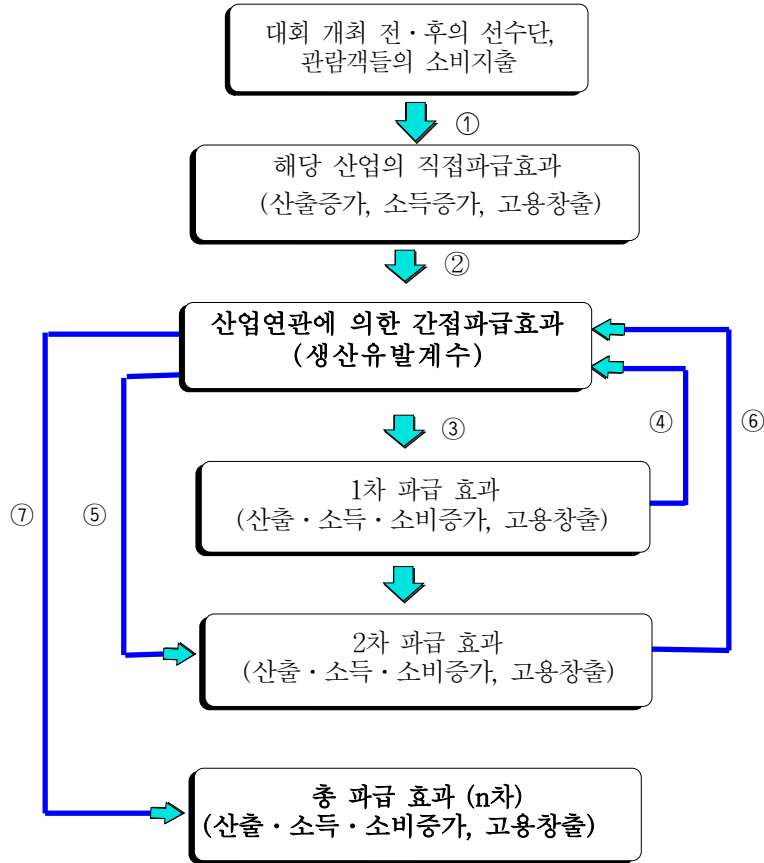 대회 개최 전·후의 선수단,
관람객들의 소비지출
①
해당 산업의 직접파급효과
(산출증가, 소득증가, 고용창출)
②
산업연관에 의한 간접파급효과
(생산유발계수)
③
④
⑥
1차 파급 효과
(산출·소득·소비증가, 고용창출)
⑦
⑤
2차 파급 효과
(산출·소득·소비증가, 고용창출)
총 파급 효과 (n차)
(산출·소득·소비증가, 고용창출)